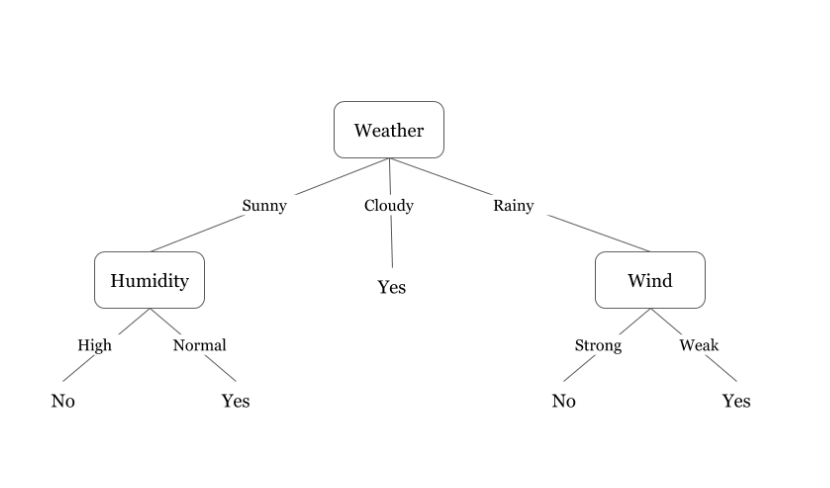 Weather
Sunny
Cloudy
Rainy
Humidity
Yes
Wind
High
Normal
Strong
Weak
No
Yes
No
Yes